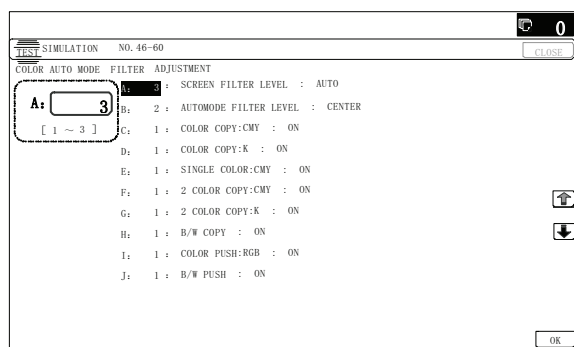 0
TEST SIMULATION NO. 46-60
CLOSE
COLOR AUTO MODE FILTER ADJUSTMENT
A: 3
[ 1 ~ 3 ]
A: 3 : SCREEN FILTER LEVEL : AUTO
B: 2 : AUTOMODE FILTER LEVEL : CENTER
C: 1 : COLOR COPY:CMY : ON
D: 1 : COLOR COPY:K : ON
E: 1 : SINGLE COLOR:CMY : ON
F: 1 : 2 COLOR COPY:CMY : ON
G: 1 : 2 COLOR COPY:K : ON
H: 1 : B/W COPY : ON
I: 1 : COLOR PUSH:RGB : ON
J: 1 : B/W PUSH : ON
OK